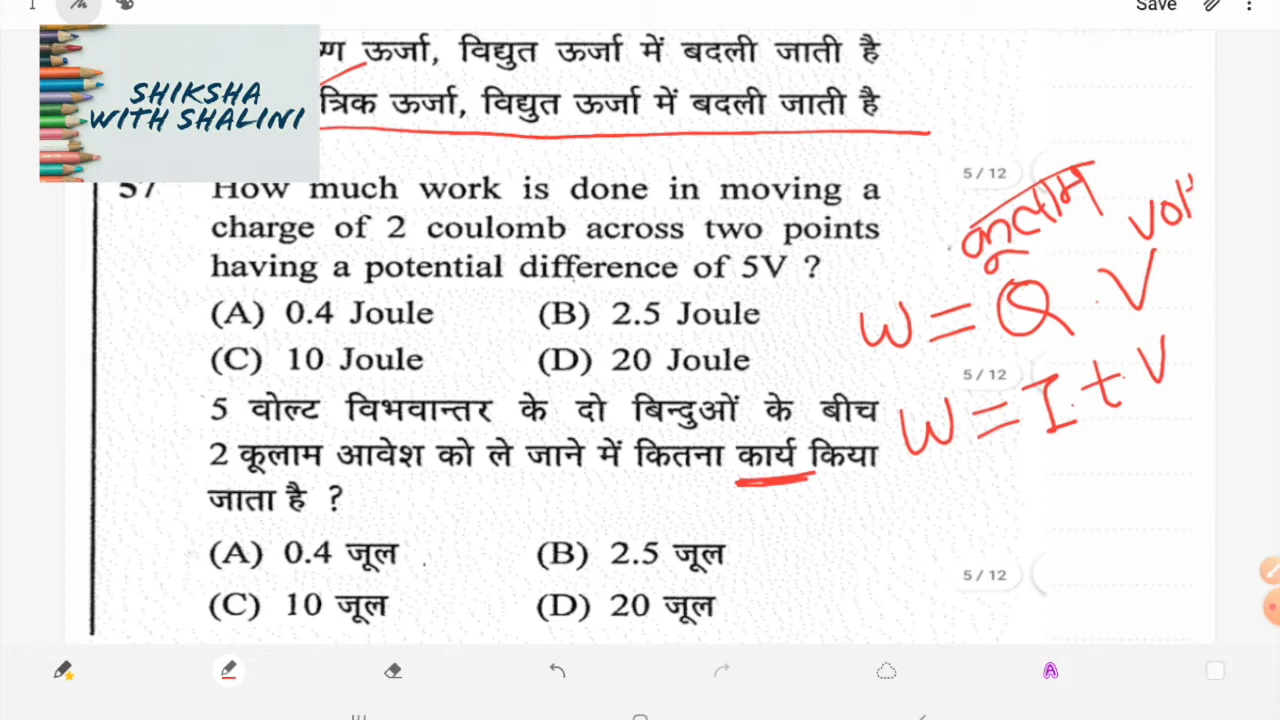 Save
SHIKSHA
WITH SHALINI
ऊर्जा, विद्युत ऊर्जा में बदली जाती है
त्रिक ऊर्जा, विद्युत ऊर्जा में बदली जाती है
57 How much work is done in moving a
charge of 2 coulomb across two points
having a potential difference of 5V ?
(A) 0.4 Joule (B) 2.5 Joule
(C) 10 Joule (D) 20 Joule
5 वोल्ट विभवान्तर के दो बिन्दुओं के बीच
2 कूलाम आवेश को ले जाने में कितना कार्य किया
जाता है ?
(A) 0.4 जूल (B) 2.5 जूल
(C) 10 जूल (D) 20 जूल
5 / 12
कूलाम
Vol
W = Q . V
5 / 12
W = I . t . V
5 / 12